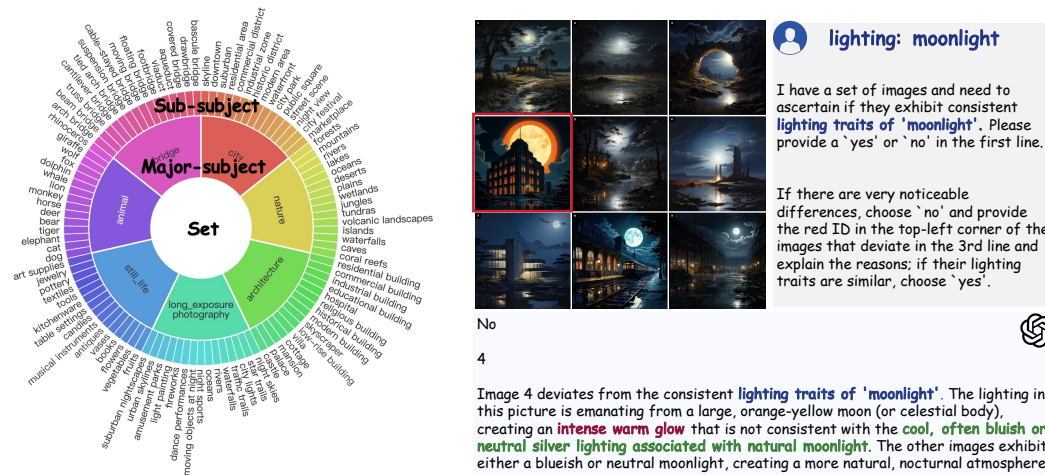 Set
Major-subject
Sub-subject
bridge
city
nature
architecture
long_exposure
photography
still_life
animal
skyline
downtown
suburban
residential area
commercial district
industrial zone
historic district
modern area
waterfront
city park
public square
street scene
night view
city festival
marketplace
forests
mountains
rivers
lakes
oceans
deserts
plains
wetlands
jungles
tundras
volcanic landscapes
islands
waterfalls
caves
coral reefs
residential building
commercial building
industrial building
educational building
hospital
religious building
historical building
modern building
skyscraper
low-rise building
villa
cottage
mansion
palace
castle
night skies
star trails
city lights
traffic trails
waterfalls
rivers
oceans
night sports
moving objects at night
dance performances
fireworks
light painting
amusement parks
urban skylines
suburban nightscapes
fruits
vegetables
flowers
books
vases
antiques
musical instruments
candles
table settings
kitchenware
tools
textiles
pottery
jewelry
art supplies
dog
cat
elephant
tiger
bear
deer
horse
monkey
lion
whale
dolphin
fox
wolf
giraffe
rhinoceros
arch bridge
beam bridge
truss bridge
cantilever bridge
tied arch bridge
suspension bridge
cable-stayed bridge
moving bridge
floating bridge
footbridge
viaduct
aqueduct
covered bridge
drawbridge
bascule bridge
lighting: moonlight
I have a set of images and need to
ascertain if they exhibit consistent
lighting traits of 'moonlight'. Please
provide a `yes' or `no' in the first line.
If there are very noticeable
differences, choose `no' and provide
the red ID in the top-left corner of the
images that deviate in the 3rd line and
explain the reasons; if their lighting
traits are similar, choose `yes'.
No
4
Image 4 deviates from the consistent lighting traits of 'moonlight'. The lighting in
this picture is emanating from a large, orange-yellow moon (or celestial body),
creating an intense warm glow that is not consistent with the cool, often bluish or
neutral silver lighting associated with natural moonlight. The other images exhibit
either a blueish or neutral moonlight, creating a more natural, nocturnal atmosphere